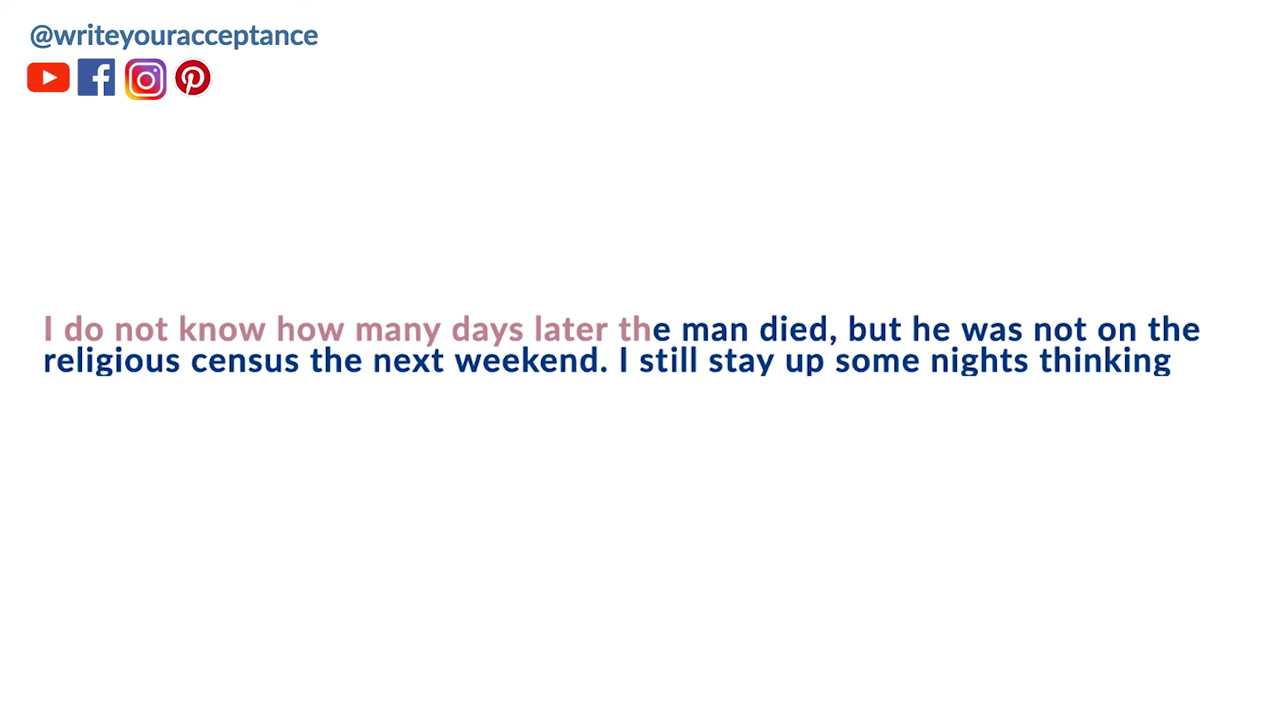 @writeyouracceptance
I do not know how many days later the man died, but he was not on the
religious census the next weekend. I still stay up some nights thinking